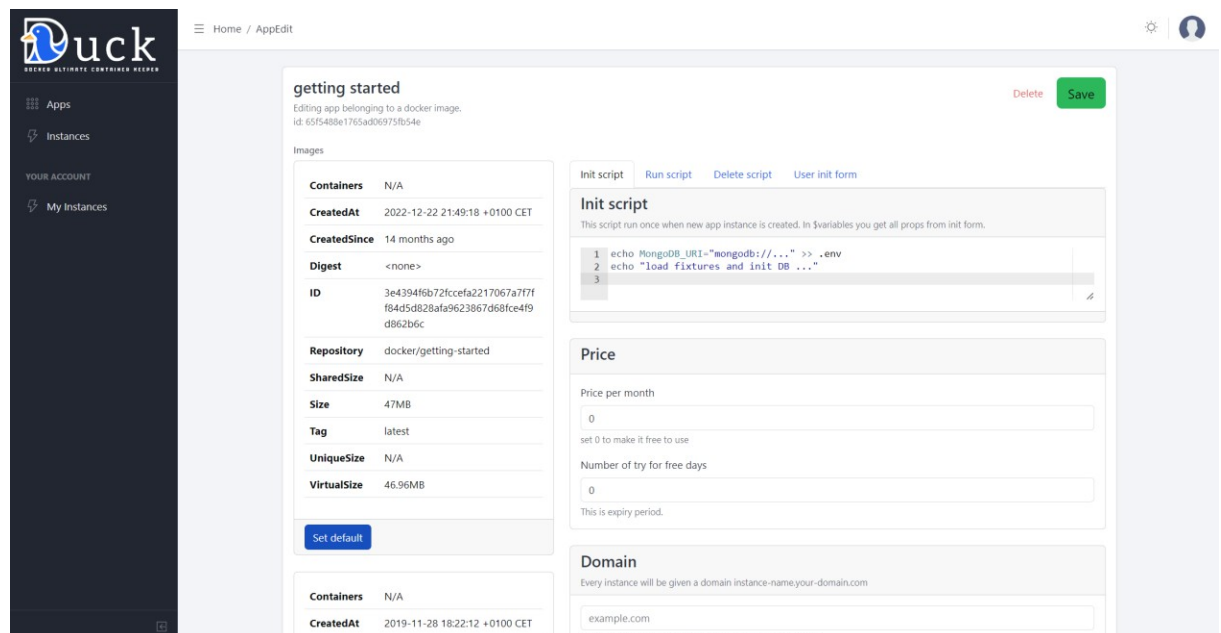 Duck
DOCKER ULTIMATE CONTAINER KEEPER
Apps
Instances
YOUR ACCOUNT
My Instances
Home / AppEdit
getting started
Editing app belonging to a docker image.
id: 65f5488e1765ad06975fb54e
Delete
Save
Images
Containers N/A
CreatedAt 2022-12-22 21:49:18 +0100 CET
CreatedSince 14 months ago
Digest <none>
ID 3e4394f6b72fccefa2217067a7f7f
f84d5d828afa9623867d68fce4f9
d862b6c
Repository docker/getting-started
SharedSize N/A
Size 47MB
Tag latest
UniqueSize N/A
VirtualSize 46.96MB
Set default
Containers N/A
CreatedAt 2019-11-28 18:22:12 +0100 CET
Init script Run script Delete script User init form
Init script
This script run once when new app instance is created. In $variables you get all props from init form.
1 echo MongoDB_URI="mongodb://..." >> .env
2 echo "load fixtures and init DB ..."
3
Price
Price per month
0
set 0 to make it free to use
Number of try for free days
0
This is expiry period.
Domain
Every instance will be given a domain instance-name.your-domain.com
example.com